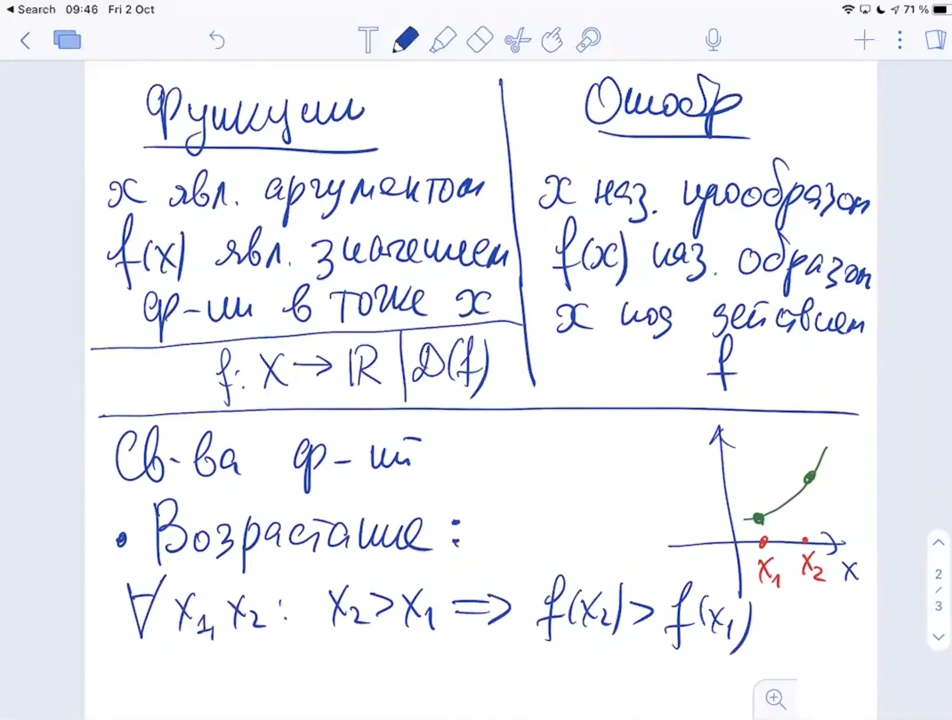 Search 09:46 Fri 2 Oct 71 %
Функции
x явл. аргументом
f(x) явл. значением
ф-ии в точке x
f: X → ℝ | D(f)
Отобр
x наз. прообразом
f(x) наз. образом
x под действием
f
Св-ва ф-ий
• Возрастание:
x₁ x₂ x
∀ x₁, x₂ : x₂ > x₁ ⟹ f(x₂) > f(x₁)
2
/
3